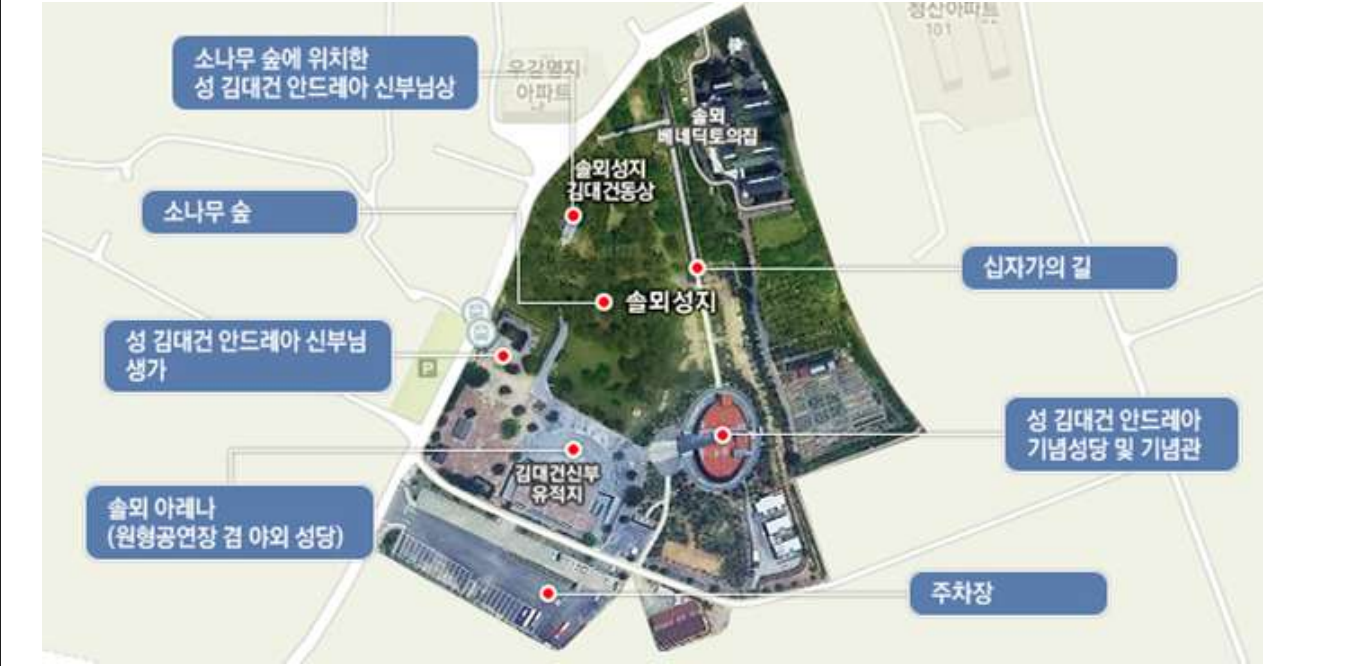 청산아파트
101
소나무 숲에 위치한
성 김대건 안드레아 신부님상
우강명지
아파트
솔뫼
베네딕토의집
솔뫼성지
김대건동상
소나무 숲
십자가의 길
솔뫼성지
성 김대건 안드레아 신부님
생가
P
성 김대건 안드레아
기념성당 및 기념관
김대건신부
유적지
솔뫼 아레나
(원형공연장 겸 야외 성당)
주차장